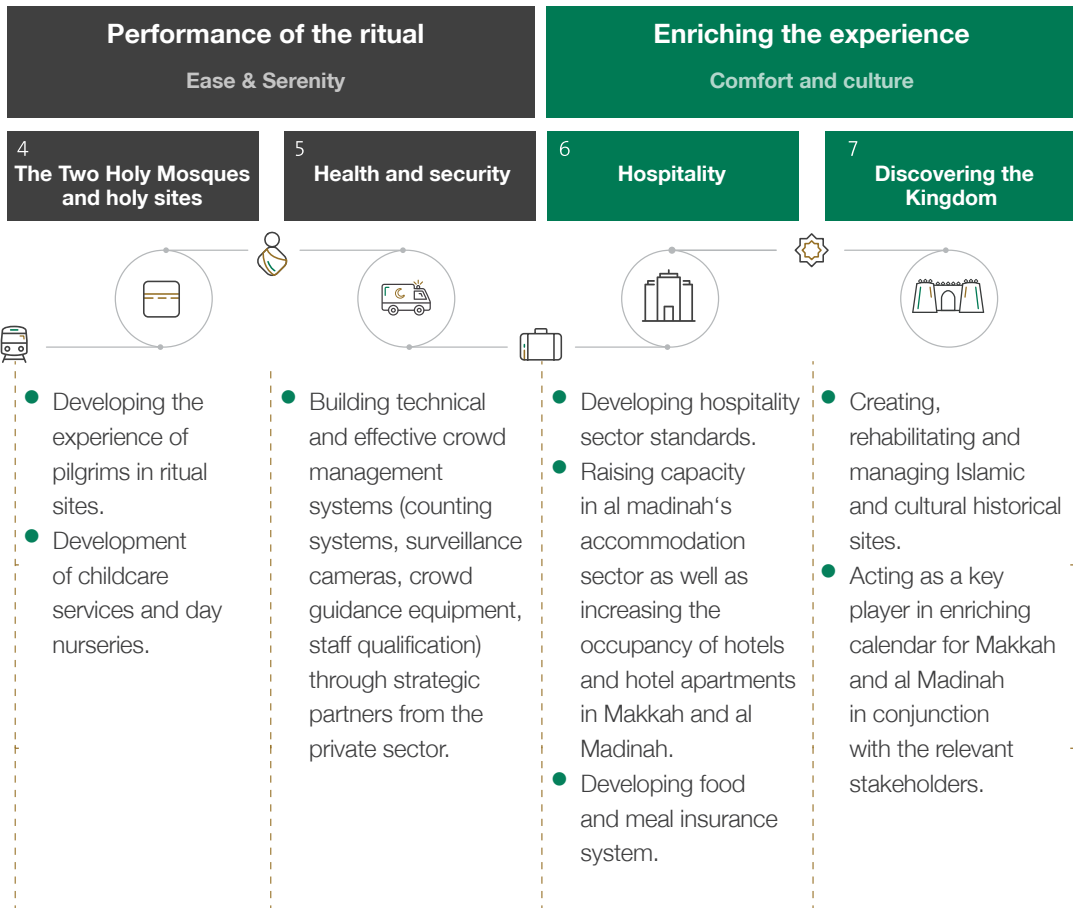 Performance of the ritual
Ease & Serenity
Enriching the experience
Comfort and culture
4
The Two Holy Mosques
and holy sites
5
Health and security
6
Hospitality
7
Discovering the
Kingdom
Developing the
experience of
pilgrims in ritual
sites.
Development
of childcare
services and day
nurseries.
Building technical
and effective crowd
management
systems (counting
systems, surveillance
cameras, crowd
guidance equipment,
staff qualification)
through strategic
partners from the
private sector.
Developing hospitality
sector standards.
Raising capacity
in al madinah‘s
accommodation
sector as well as
increasing the
occupancy of hotels
and hotel apartments
in Makkah and al
Madinah.
Developing food
and meal insurance
system.
Creating,
rehabilitating and
managing Islamic
and cultural historical
sites.
Acting as a key
player in enriching
calendar for Makkah
and al Madinah
in conjunction
with the relevant
stakeholders.